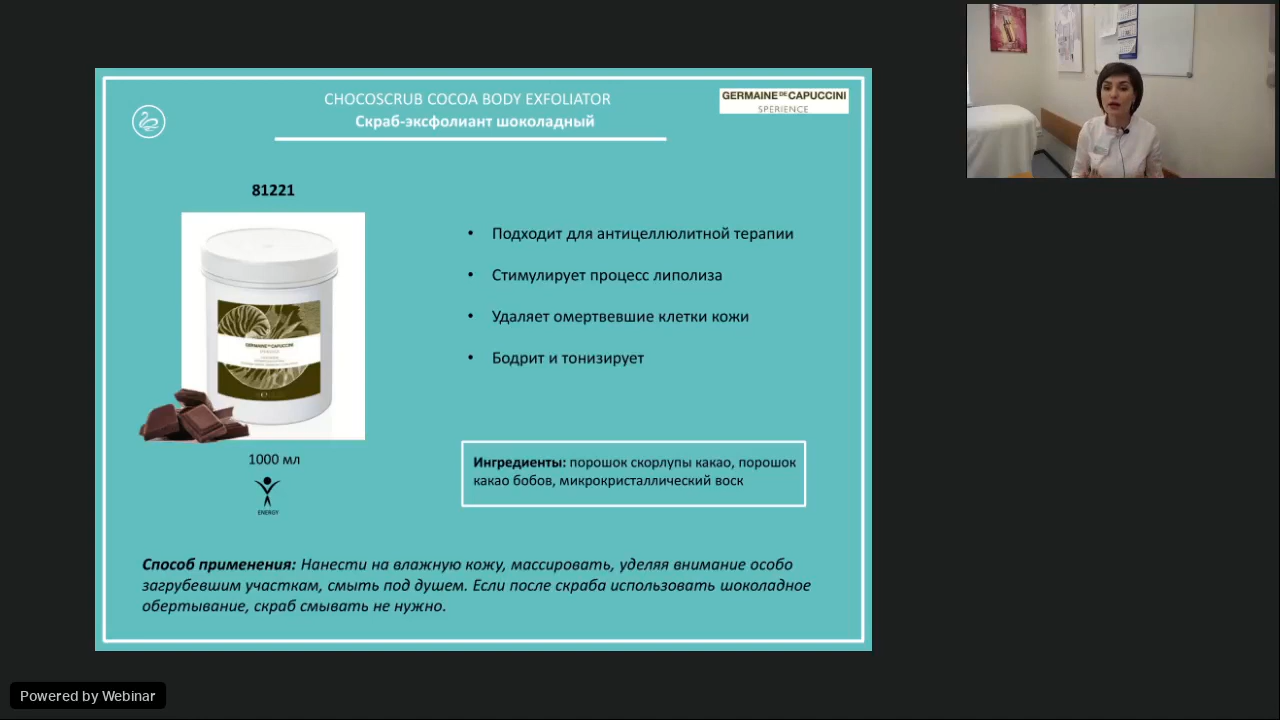 CHOCOSCRUB COCOA BODY EXFOLIATOR
Скраб-эксфолиант шоколадный
GERMAINE DE CAPUCCINI
SPERIENCE
81221
GERMAINE DE CAPUCCINI
1000 мл
ENERGY
• Подходит для антицеллюлитной терапии
• Стимулирует процесс липолиза
• Удаляет омертвевшие клетки кожи
• Бодрит и тонизирует
Ингредиенты: порошок скорлупы какао, порошок
какао бобов, микрокристаллический воск
Способ применения: Нанести на влажную кожу, массировать, уделяя внимание особо
загрубевшим участкам, смыть под душем. Если после скраба использовать шоколадное
обертывание, скраб смывать не нужно.
Powered by Webinar